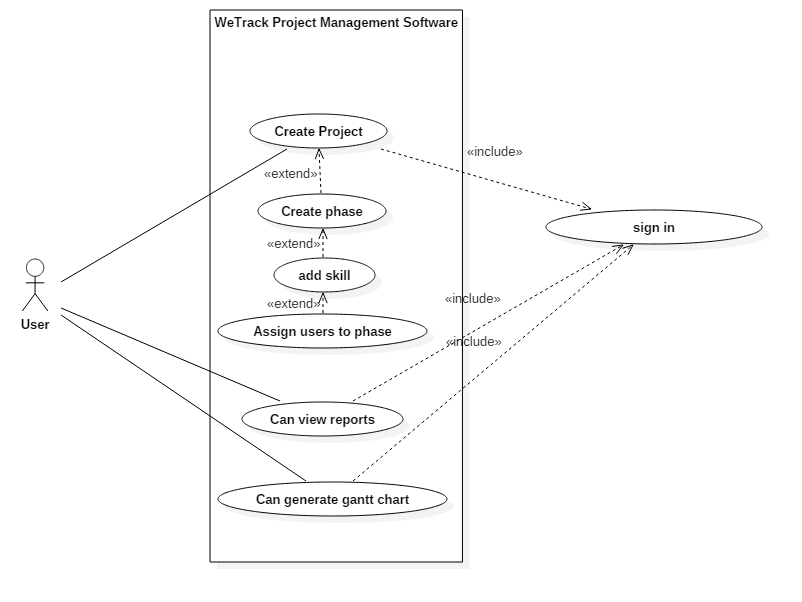 WeTrack Project Management Software
Create Project
«include»
«extend»
Create phase
sign in
«extend»
add skill
«include»
«extend»
User
Assign users to phase
«include»
Can view reports
Can generate gantt chart